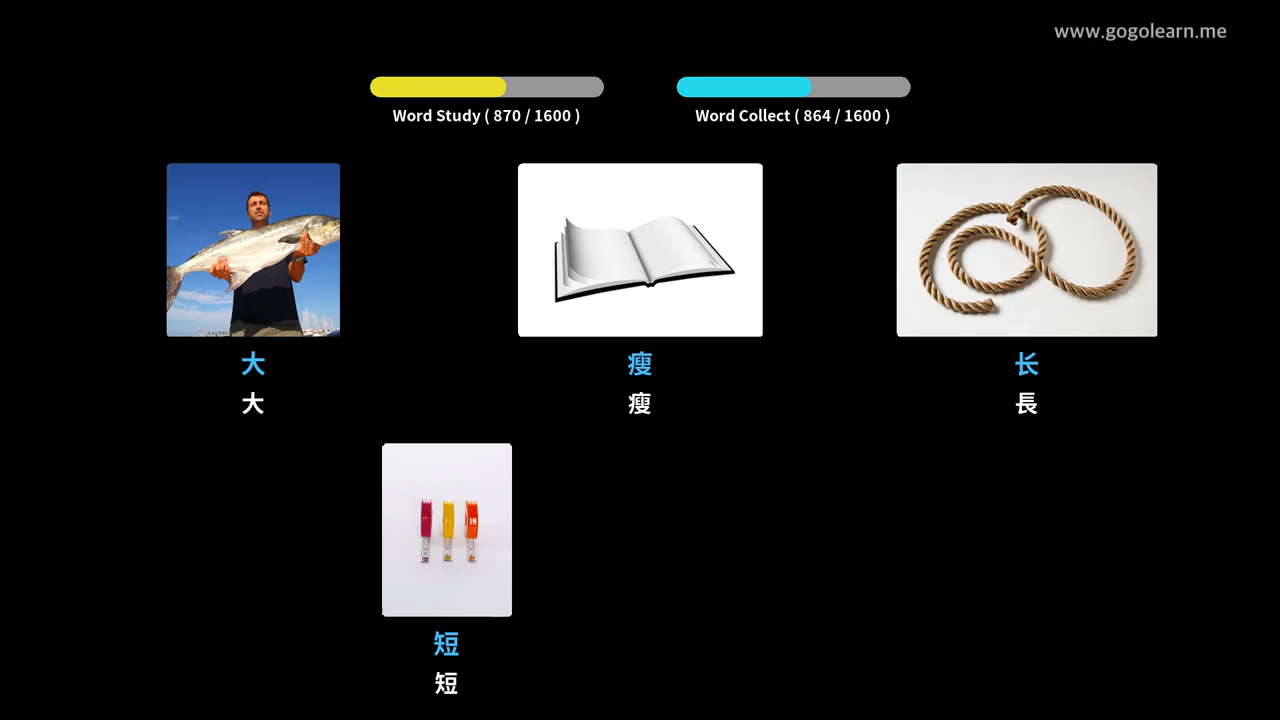 www.gogolearn.me
Word Study ( 870 / 1600 )
Word Collect ( 864 / 1600 )
大
大
瘦
瘦
长
長
短
短